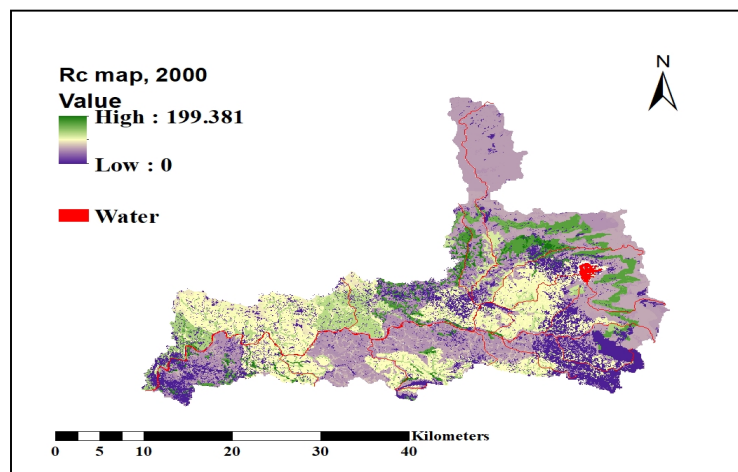 Rc map, 2000
Value
High : 199.381
Low : 0
Water
N
Kilometers
0 5 10 20 30 40